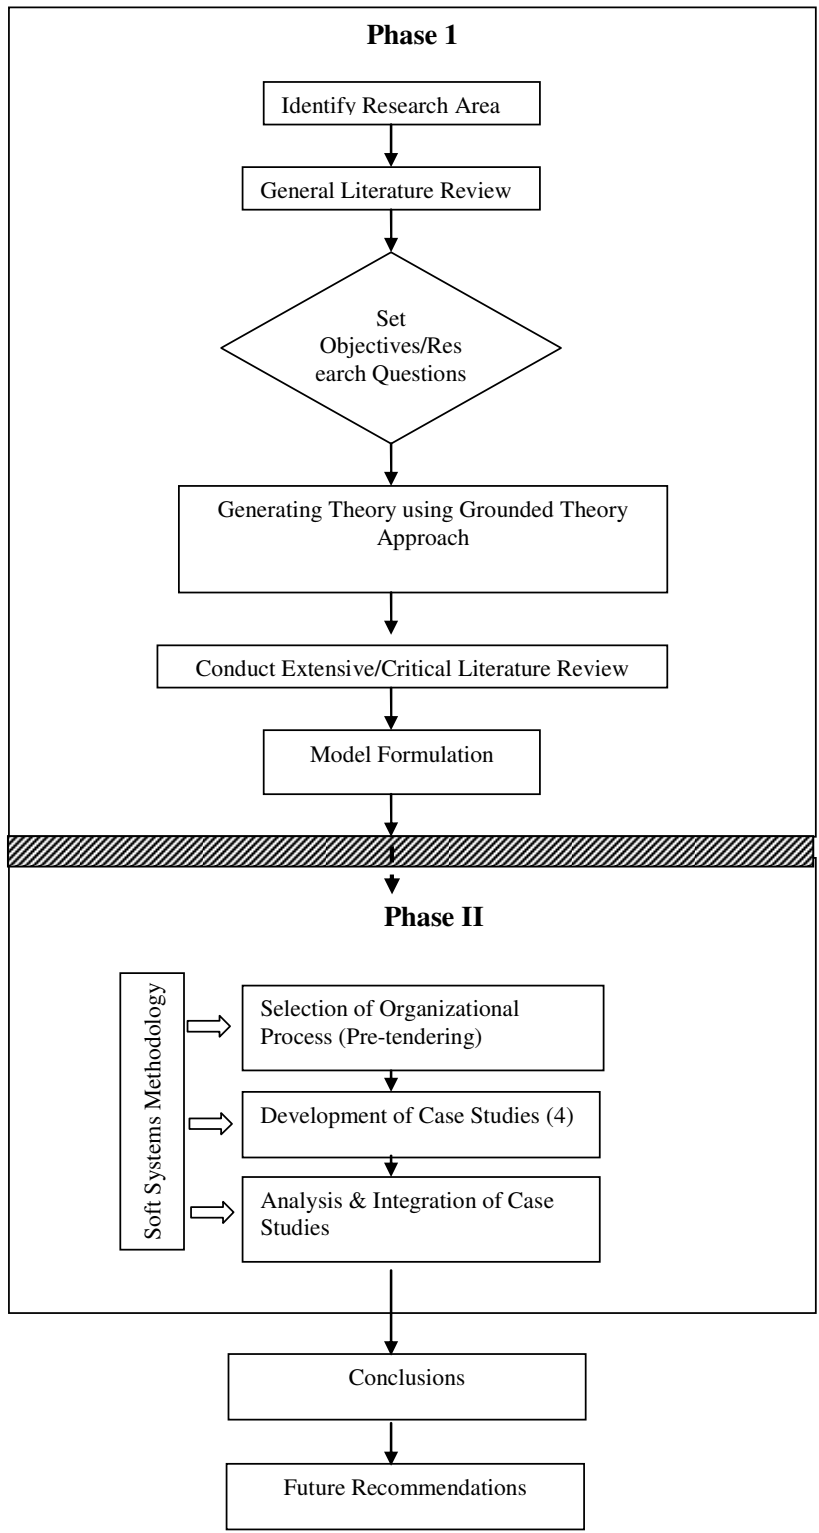 Phase 1
Identify Research Area
General Literature Review
Set
Objectives/Res
earch Questions
Generating Theory using Grounded Theory
Approach
Conduct Extensive/Critical Literature Review
Model Formulation
Phase II
Soft Systems Methodology
Selection of Organizational
Process (Pre-tendering)
Development of Case Studies (4)
Analysis & Integration of Case
Studies
Conclusions
Future Recommendations